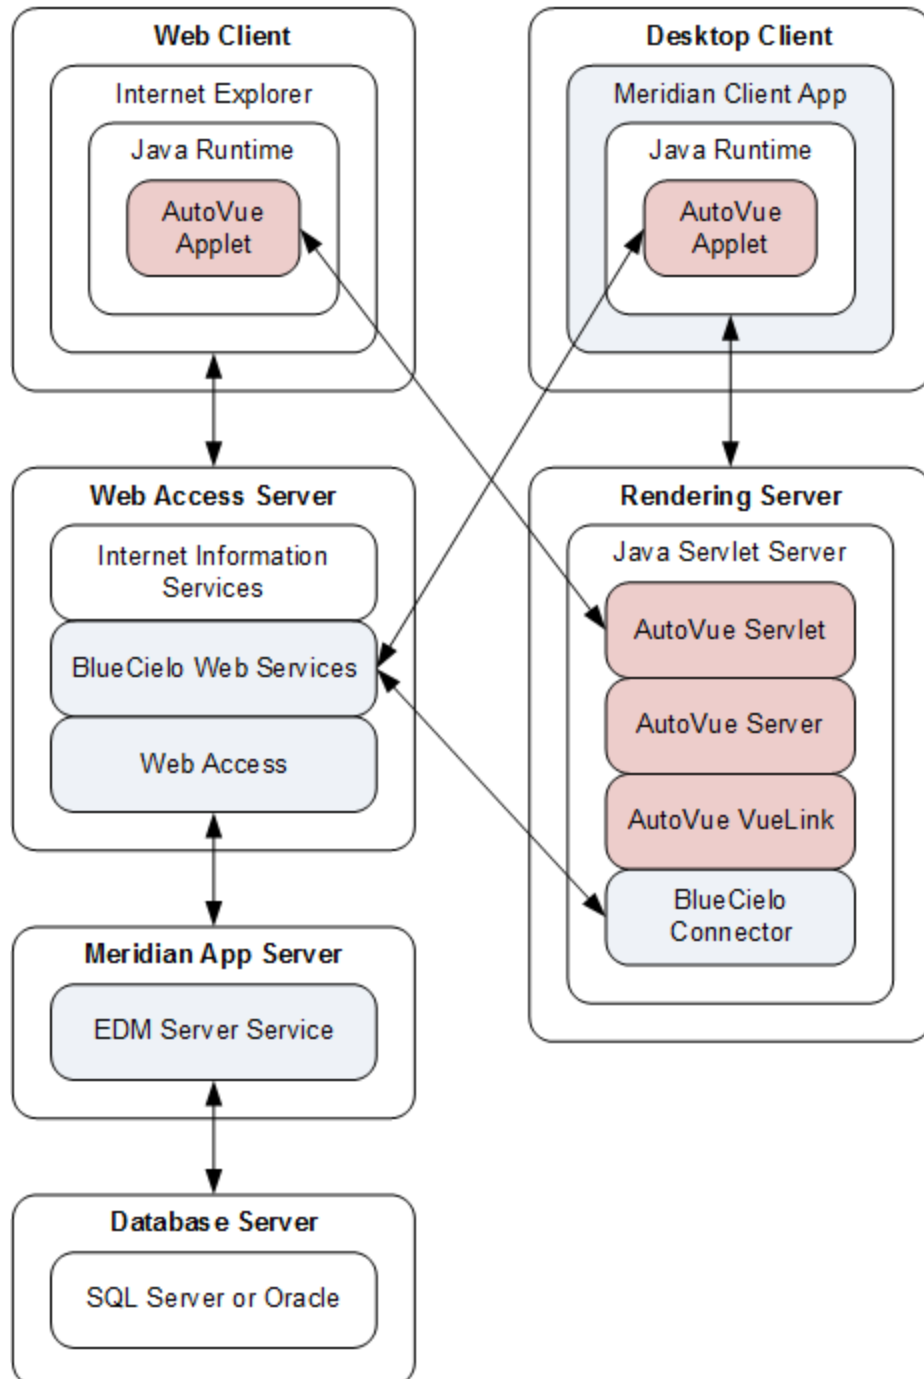 Web Client
Internet Explorer
Java Runtime
AutoVue
Applet
Desktop Client
Meridian Client App
Java Runtime
AutoVue
Applet
Web Access Server
Internet Information
Services
BlueCielo Web Services
Web Access
Rendering Server
Java Servlet Server
AutoVue Servlet
AutoVue Server
AutoVue VueLink
BlueCielo
Connector
Meridian App Server
EDM Server Service
Database Server
SQL Server or Oracle